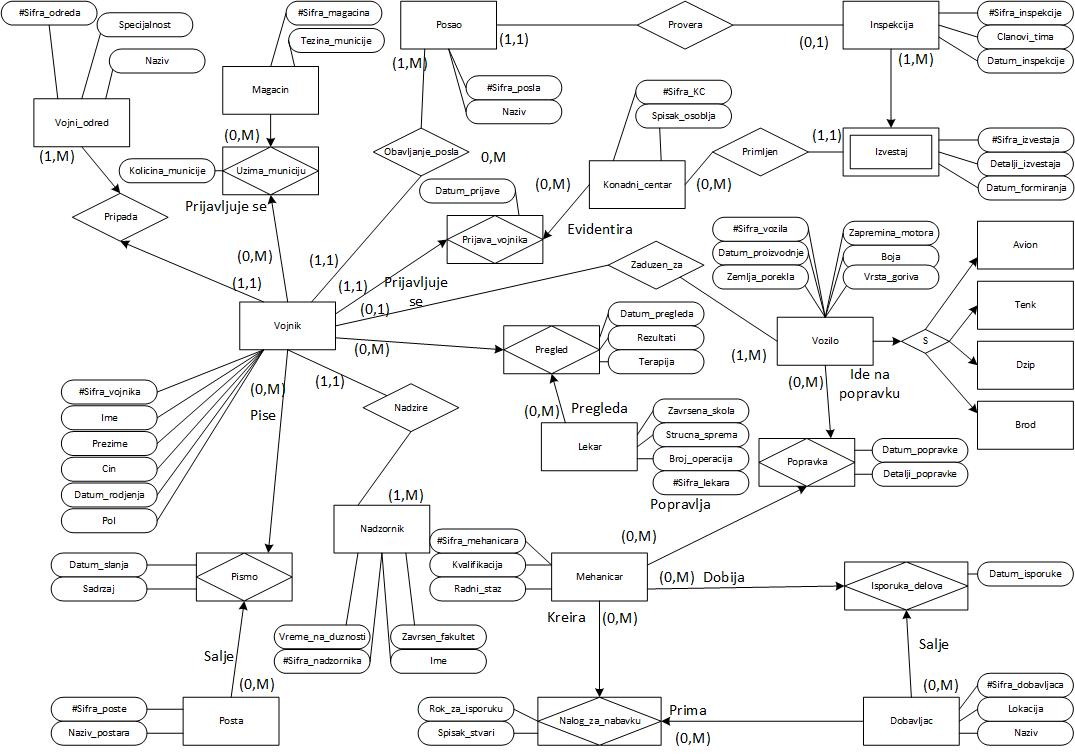 #Sifra_odreda
Specijalnost
Naziv
Vojni_odred
(1,M)
#Sifra_magacina
Tezina_municije
Magacin
(0,M)
Kolicina_municije
Uzima_municiju
Prijavljuje se
(0,M)
Pripada
(1,1)
Posao
(1,1)
(1,M)
#Sifra_posla
Naziv
Obavljanje_posla
0,M
(1,1)
Provera
(0,1)
Inspekcija
(1,M)
#Sifra_inspekcije
Clanovi_tima
Datum_inspekcije
#Sifra_KC
Spisak_osoblja
Konadni_centar
(0,M)
(0,M)
Primljen
(1,1)
Izvestaj
#Sifra_izvestaja
Detalji_izvestaja
Datum_formiranja
Datum_prijave
Prijava_vojnika
Evidentira
(1,1)
Prijavljuje
se
(0,1)
Zaduzen_za
(1,M)
#Sifra_vozila
Datum_proizvodnje
Zemlja_porekla
Zapremina_motora
Boja
Vrsta_goriva
Vozilo
S
Avion
Tenk
Dzip
Brod
Vojnik
(0,M)
Pregled
Datum_pregleda
Rezultati
Terapija
(0,M)
Pregleda
Lekar
Zavrsena_skola
Strucna_sprema
Broj_operacija
#Sifra_lekara
(0,M)
Ide na
popravku
Popravka
Datum_popravke
Detalji_popravke
Popravlja
(0,M)
#Sifra_vojnika
Ime
Prezime
Cin
Datum_rodjenja
Pol
(0,M)
Pise
(1,1)
Nadzire
(1,M)
Nadzornik
Vreme_na_duznosti
#Sifra_nadzornika
Zavrsen_fakultet
Ime
Datum_slanja
Sadrzaj
Pismo
Salje
(0,M)
#Sifra_poste
Naziv_postara
Posta
#Sifra_mehanicara
Kvalifikacija
Radni_staz
Mehanicar
(0,M)
Dobija
Isporuka_delova
Datum_isporuke
Kreira
(0,M)
Salje
(0,M)
Rok_za_isporuku
Spisak_stvari
Nalog_za_nabavku
Prima
(0,M)
Dobavljac
#Sifra_dobavljaca
Lokacija
Naziv